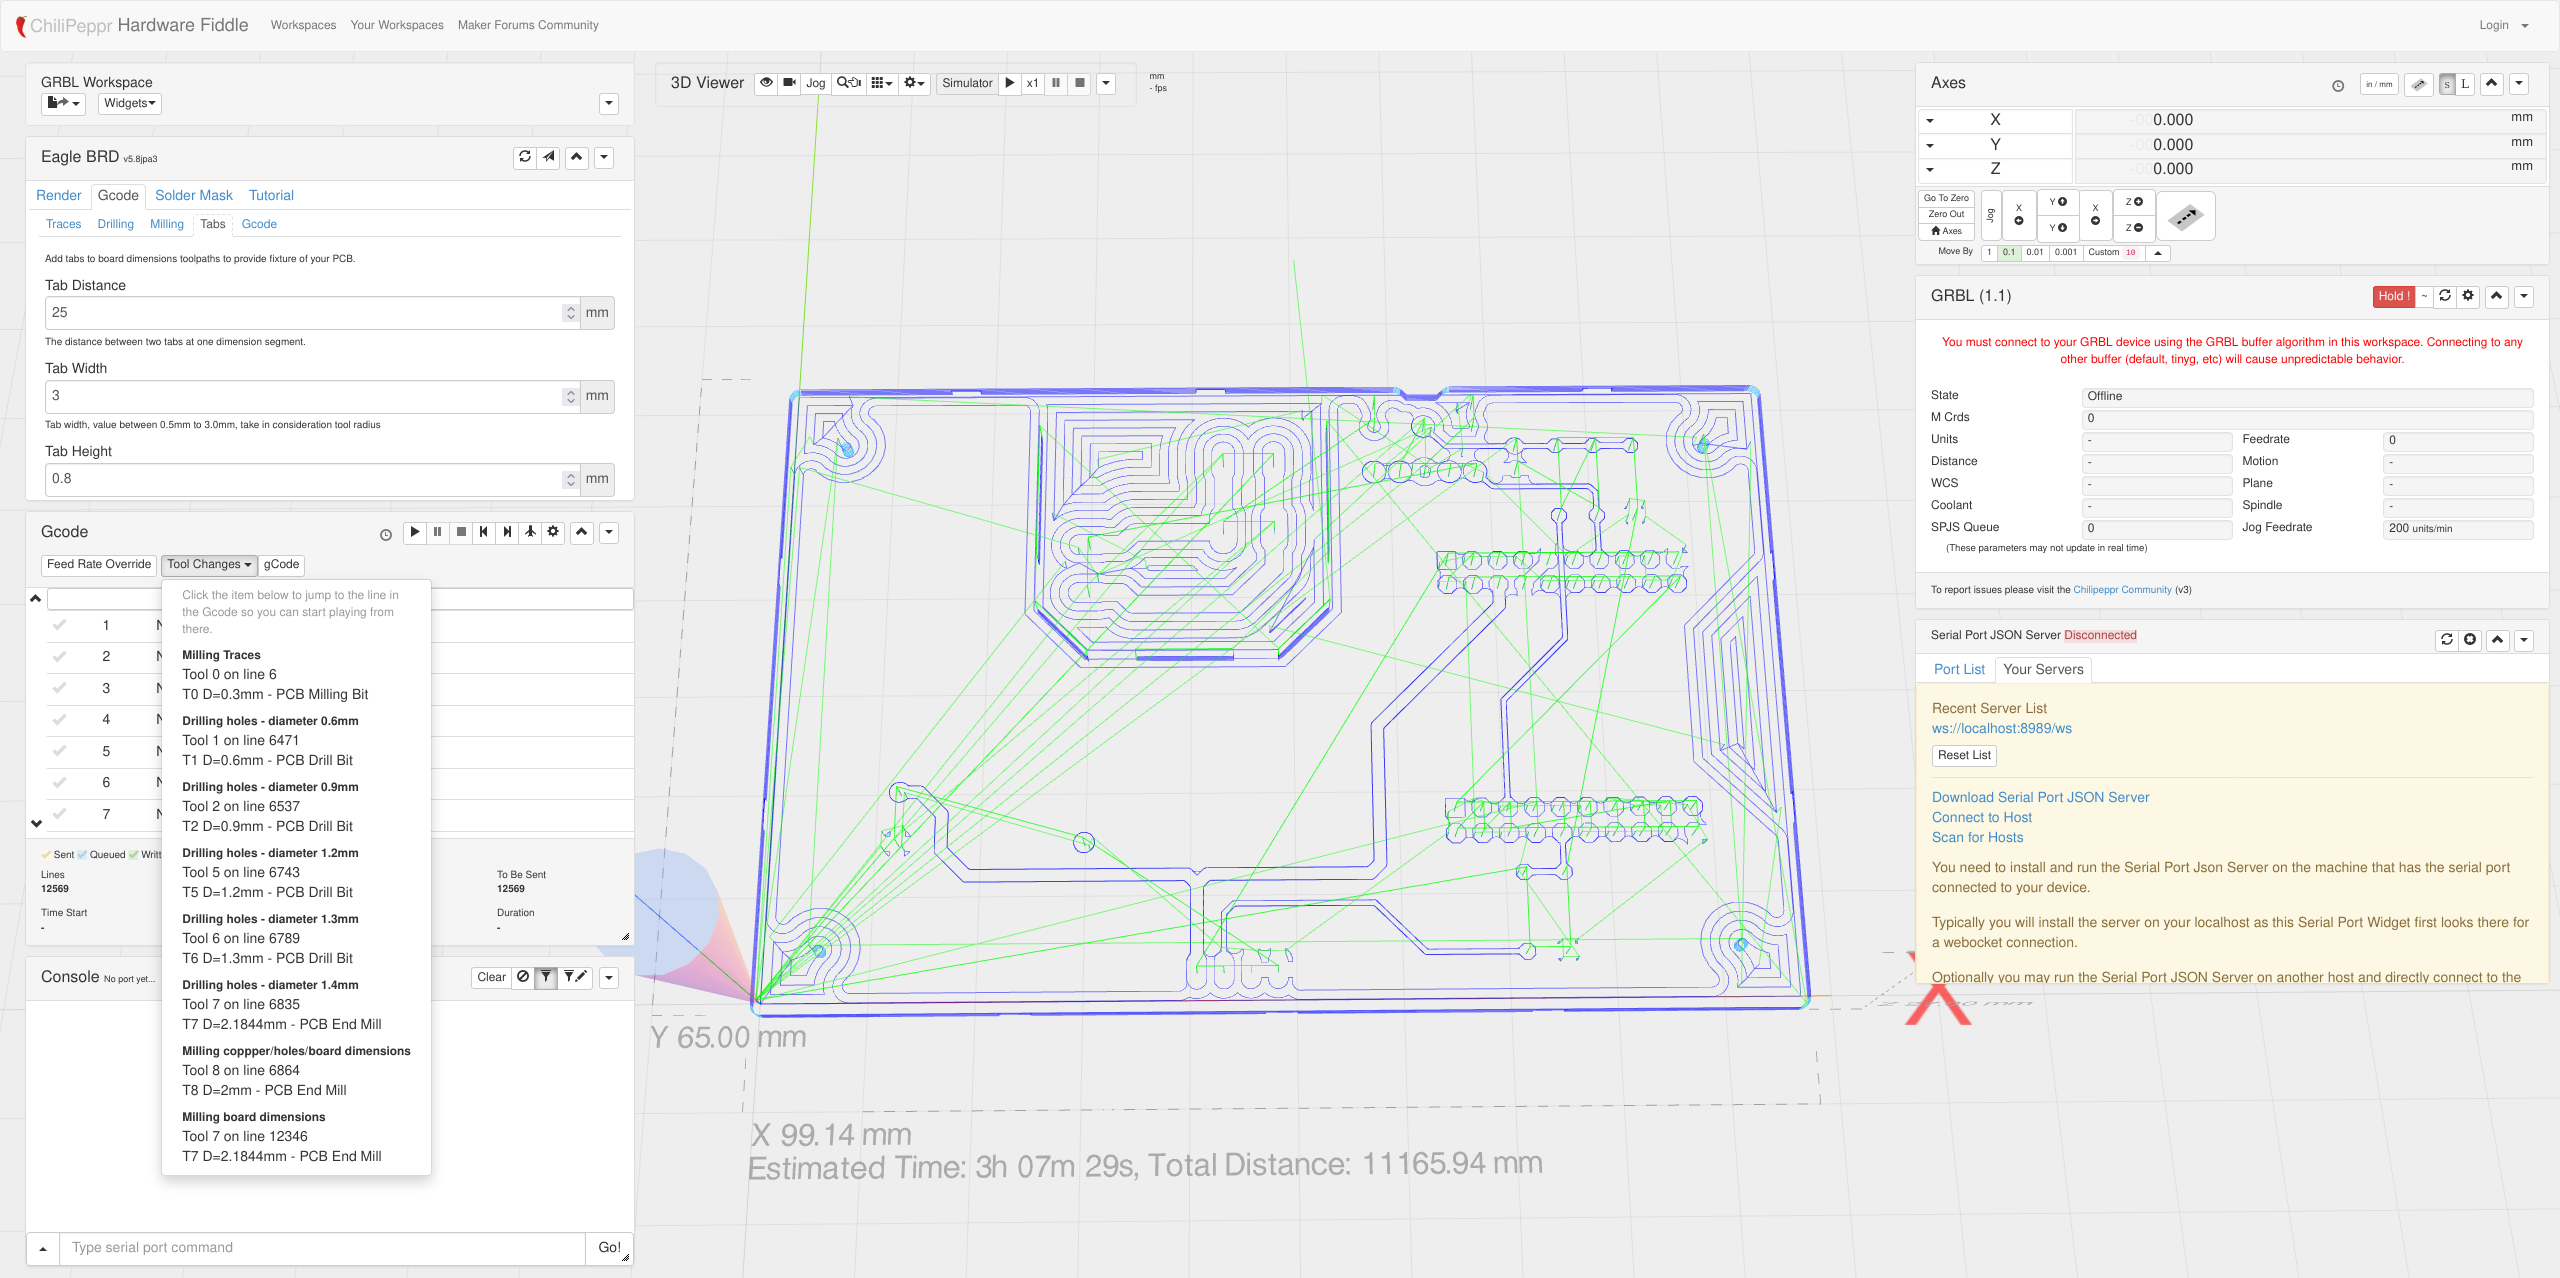 ChiliPeppr Hardware Fiddle
Workspaces
Your Workspaces
Maker Forums Community
Login
GRBL Workspace
Widgets
Eagle BRD v5.8jpa3
Render
Gcode
Solder Mask
Tutorial
Traces
Drilling
Milling
Tabs
Gcode
Add tabs to board dimensions toolpaths to provide fixture of your PCB.
Tab Distance
25
mm
The distance between two tabs at one dimension segment.
Tab Width
3
mm
Tab width, value between 0.5mm to 3.0mm, take in consideration tool radius
Tab Height
0.8
mm
Gcode
Feed Rate Override
Tool Changes
gCode
Click the item below to jump to the line in
the Gcode so you can start playing from
there.
Milling Traces
Tool 0 on line 6
T0 D=0.3mm - PCB Milling Bit
Drilling holes - diameter 0.6mm
Tool 1 on line 6471
T1 D=0.6mm - PCB Drill Bit
Drilling holes - diameter 0.9mm
Tool 2 on line 6537
T2 D=0.9mm - PCB Drill Bit
Drilling holes - diameter 1.2mm
Tool 5 on line 6743
T5 D=1.2mm - PCB Drill Bit
Drilling holes - diameter 1.3mm
Tool 6 on line 6789
T6 D=1.3mm - PCB Drill Bit
Drilling holes - diameter 1.4mm
Tool 7 on line 6835
T7 D=2.1844mm - PCB End Mill
Milling coppper/holes/board dimensions
Tool 8 on line 6864
T8 D=2mm - PCB End Mill
Milling board dimensions
Tool 7 on line 12346
T7 D=2.1844mm - PCB End Mill
1
2
3
4
5
6
7
Sent Queued Writt
Lines
12569
To Be Sent
12569
Time Start
-
Duration
-
Console No port yet...
Clear
Type serial port command
Go!
3D Viewer
Jog
Simulator
x1
mm
- fps
Y 65.00 mm
X 99.14 mm
Estimated Time: 3h 07m 29s, Total Distance: 11165.94 mm
X
Axes
in / mm
S
L
X
0.000
mm
Y
0.000
mm
Z
0.000
mm
Go To Zero
Zero Out
Axes
Jog
X
Y
Y
X
Z
Z
Move By
1
0.1
0.01
0.001
Custom 10
GRBL (1.1)
Hold !
~
You must connect to your GRBL device using the GRBL buffer algorithm in this workspace. Connecting to any
other buffer (default, tinyg, etc) will cause unpredictable behavior.
State
Offline
M Crds
0
Units
-
Feedrate
0
Distance
-
Motion
-
WCS
-
Plane
-
Coolant
-
Spindle
-
SPJS Queue
0
Jog Feedrate
200 units/min
(These parameters may not update in real time)
To report issues please visit the Chilipeppr Community (v3)
Serial Port JSON Server Disconnected
Port List
Your Servers
Recent Server List
ws://localhost:8989/ws
Reset List
Download Serial Port JSON Server
Connect to Host
Scan for Hosts
You need to install and run the Serial Port Json Server on the machine that has the serial port
connected to your device.
Typically you will install the server on your localhost as this Serial Port Widget first looks there for
a webocket connection.
Optionally you may run the Serial Port JSON Server on another host and directly connect to the